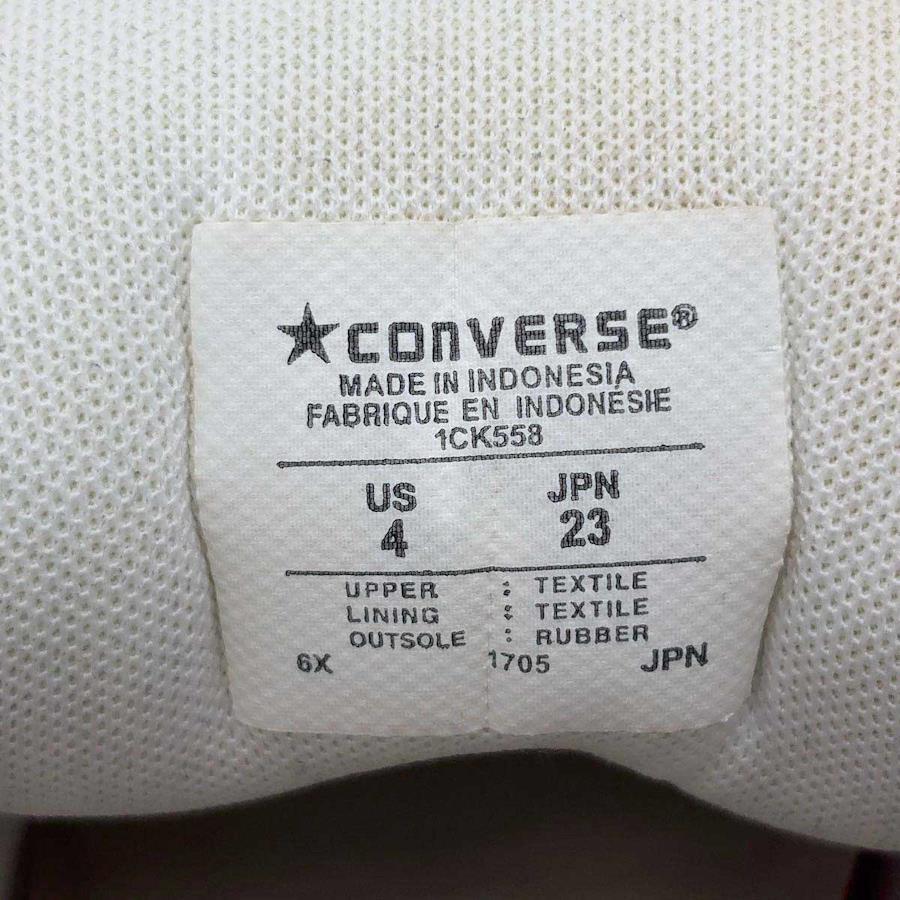 ★CONVERSE®
MADE IN INDONESIA
FABRIQUE EN INDONESIE
1CK558
US JPN
4 23
UPPER : TEXTILE
LINING : TEXTILE
OUTSOLE : RUBBER
6X 1705 JPN